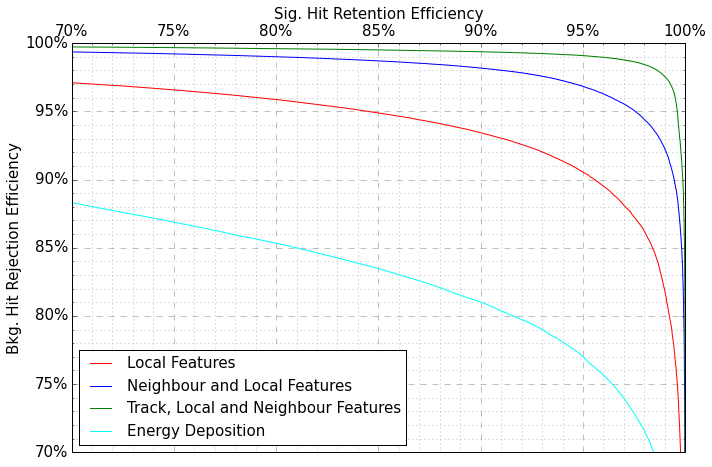 Sig. Hit Retention Efficiency
70% 75% 80% 85% 90% 95% 100%
100%
95%
90%
85%
80%
75%
70%
Bkg. Hit Rejection Efficiency
Local Features
Neighbour and Local Features
Track, Local and Neighbour Features
Energy Deposition